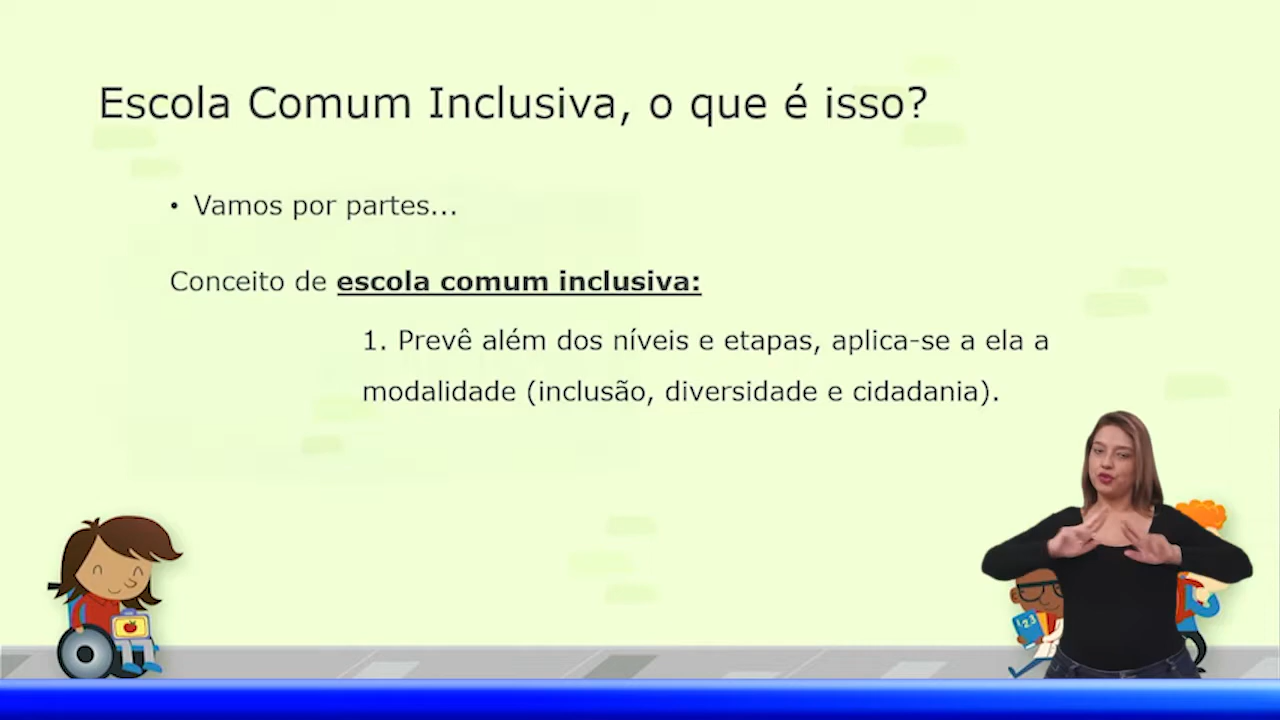 Escola Comum Inclusiva, o que é isso?
• Vamos por partes...
Conceito de escola comum inclusiva:
1. Prevê além dos níveis e etapas, aplica-se a ela a
modalidade (inclusão, diversidade e cidadania).
123